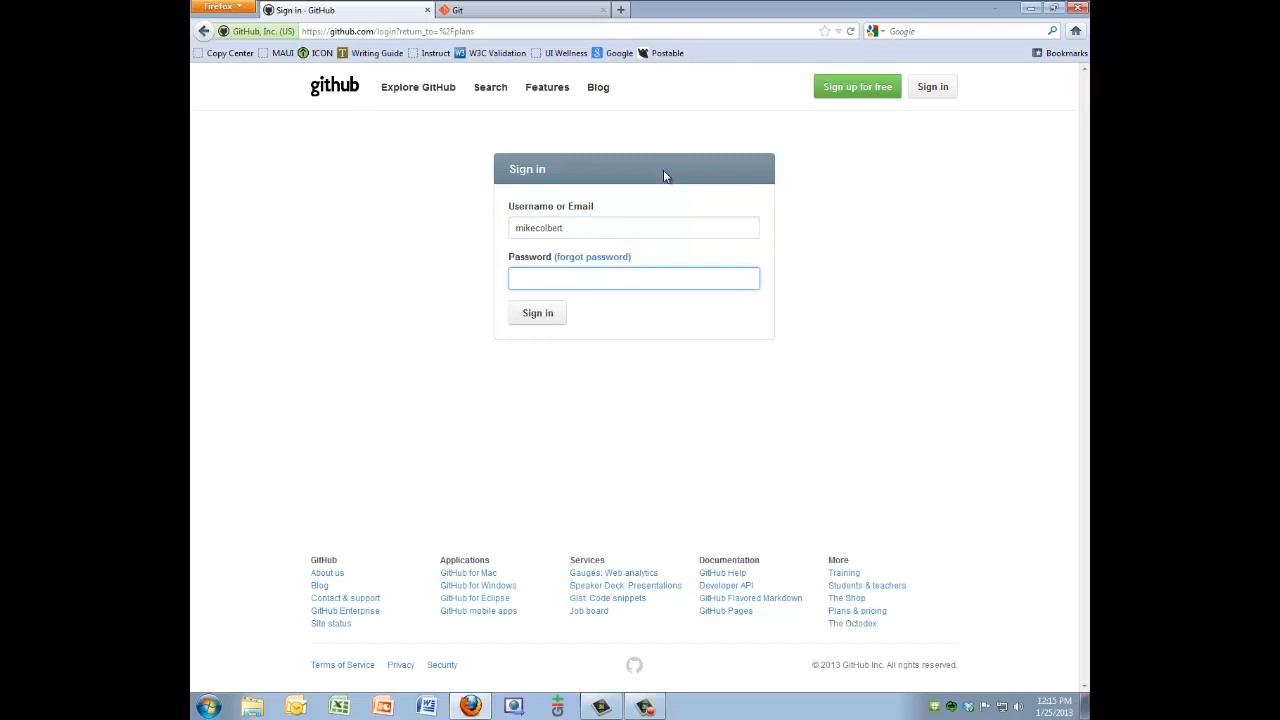 Firefox
Sign in · GitHub
Git
GitHub, Inc. (US)
https://github.com/login?return_to=%2Fplans
Google
Copy Center
MAUI
ICON
Writing Guide
Instruct
W3C Validation
UI Wellness
Google
Postable
Bookmarks
github
Explore GitHub
Search
Features
Blog
Sign up for free
Sign in
Sign in
Username or Email
mikecolbert
Password (forgot password)
Sign in
GitHub
About us
Blog
Contact & support
GitHub Enterprise
Site status
Applications
GitHub for Mac
GitHub for Windows
GitHub for Eclipse
GitHub mobile apps
Services
Gauges: Web analytics
Speaker Deck: Presentations
Gist: Code snippets
Job board
Documentation
GitHub Help
Developer API
GitHub Flavored Markdown
GitHub Pages
More
Training
Students & teachers
The Shop
Plans & pricing
The Octodex
Terms of Service
Privacy
Security
© 2013 GitHub Inc. All rights reserved.
12:15 PM
1/25/2013